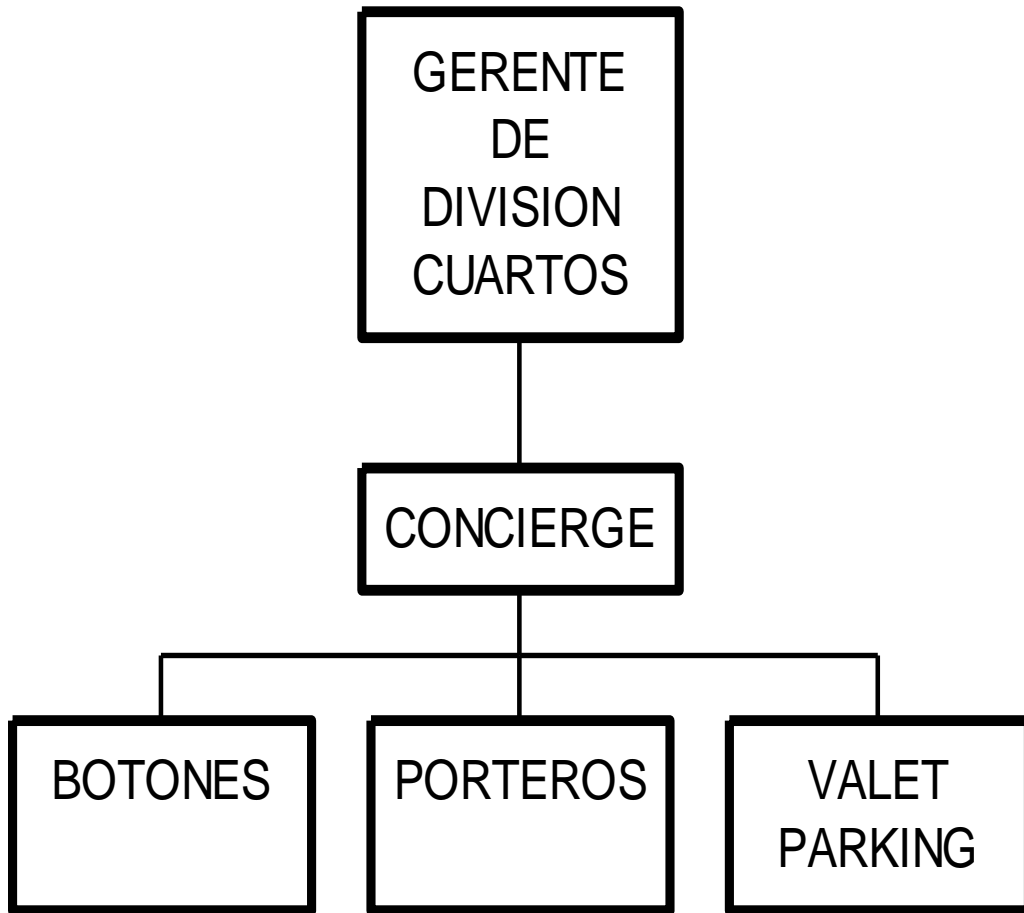 GERENTE
DE
DIVISION
CUARTOS
CONCIERGE
BOTONES
PORTEROS
VALET
PARKING